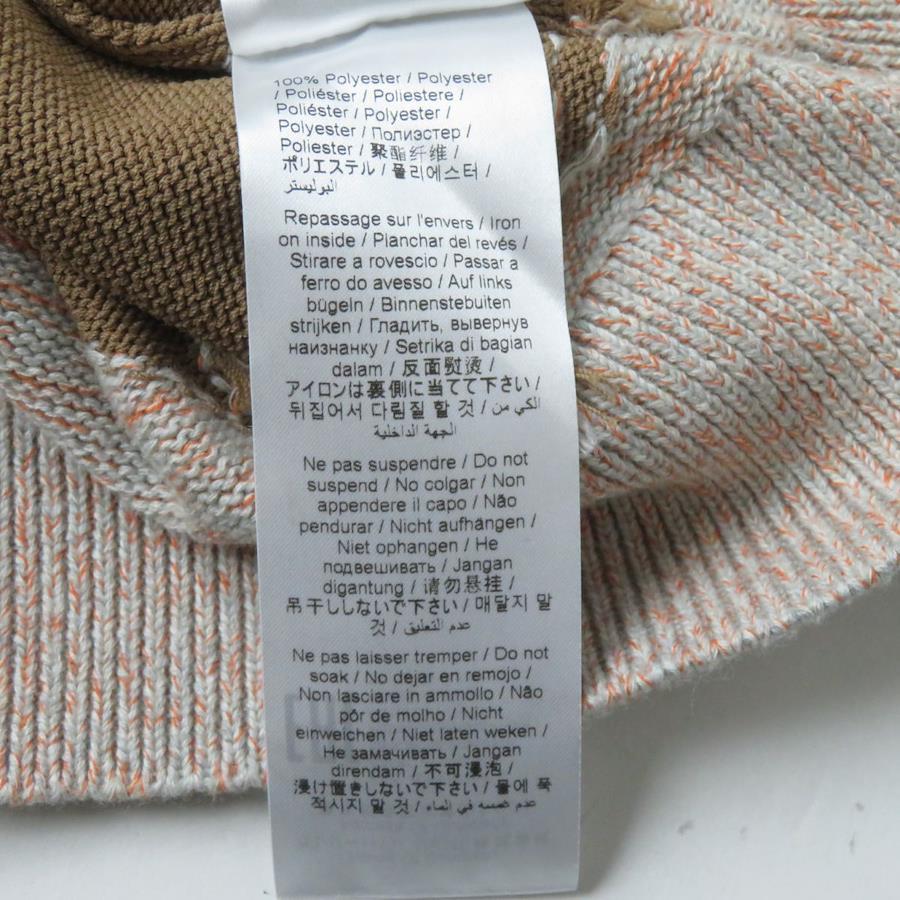 100% Polyester / Polyester
/ Poliéster / Poliestere /
Poliéster / Polyester /
Polyester / Полиэстер /
Poliester / 聚酯纤维 /
ポリエステル / 폴리에스터 /
البوليستر
Repassage sur l'envers / Iron
on inside / Planchar del revés /
Stirare a rovescio / Passar a
ferro do avesso / Auf links
bügeln / Binnenstebuiten
strijken / Гладить, вывернув
наизнанку / Setrika di bagian
dalam / 反面熨烫 /
アイロンは裏側に当てて下さい /
뒤집어서 다림질 할 것 / الكي من
الجهة الداخلية
Ne pas suspendre / Do not
suspend / No colgar / Non
appendere il capo / Não
pendurar / Nicht aufhängen /
Niet ophangen / Не
подвешивать / Jangan
digantung / 请勿悬挂 /
吊干ししないで下さい / 매달지 말
것 / عدم التعليق
Ne pas laisser tremper / Do not
soak / No dejar en remojo /
Non lasciare in ammollo / Não
pôr de molho / Nicht
einweichen / Niet laten weken /
Не замачивать / Jangan
direndam / 不可浸泡 /
浸け置きしないで下さい / 물에 푹
적시지 말 것 / عدم غمسه في الماء